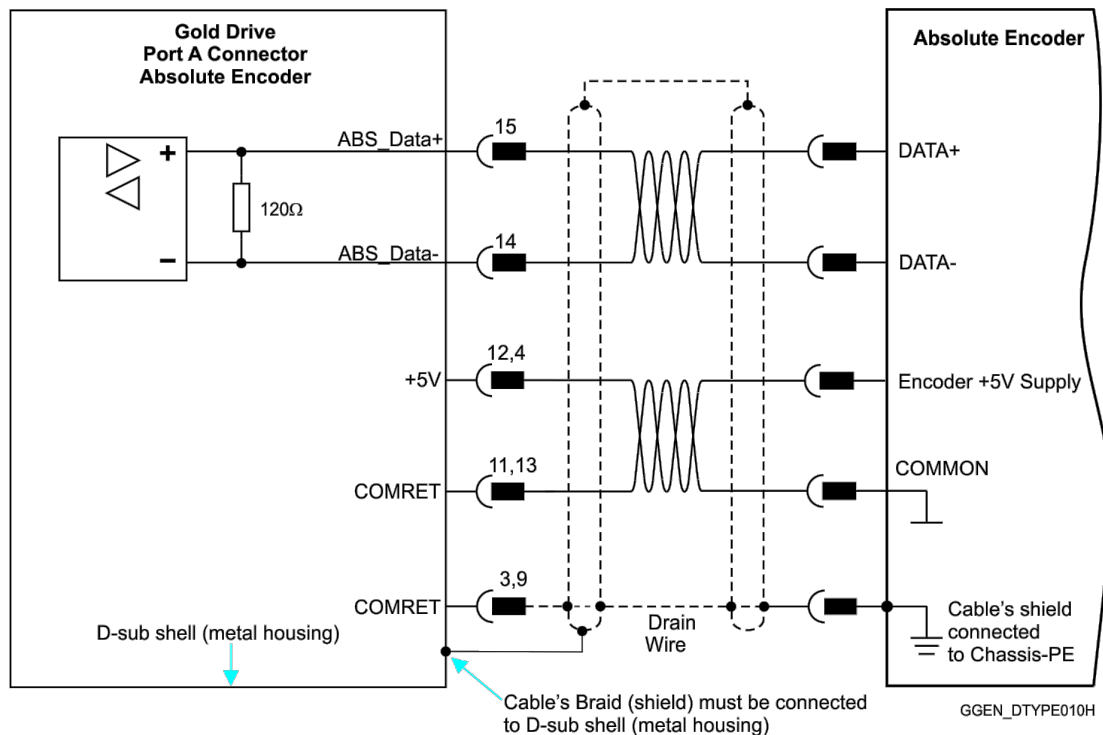 Gold Drive
Port A Connector
Absolute Encoder
Absolute Encoder
ABS_Data+
15
DATA+
+
120Ω
ABS_Data-
14
DATA-
−
12,4
+5V
Encoder +5V Supply
11,13
COMRET
COMMON
3,9
COMRET
Drain
Wire
Cable's shield
connected
to Chassis-PE
D-sub shell (metal housing)
Cable's Braid (shield) must be connected
to D-sub shell (metal housing)
GGEN_DTYPE010H